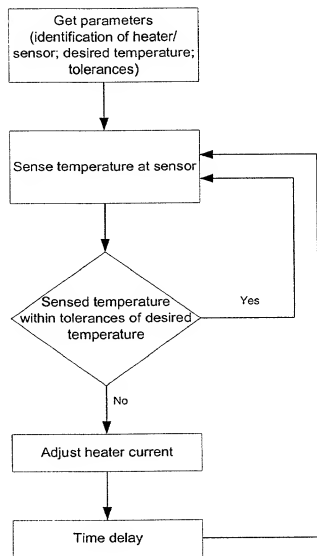 Get parameters
(identification of heater/
sensor; desired temperature;
tolerances)
Sense temperature at sensor
Sensed temperature
within tolerances of desired
temperature
Yes
No
Adjust heater current
Time delay